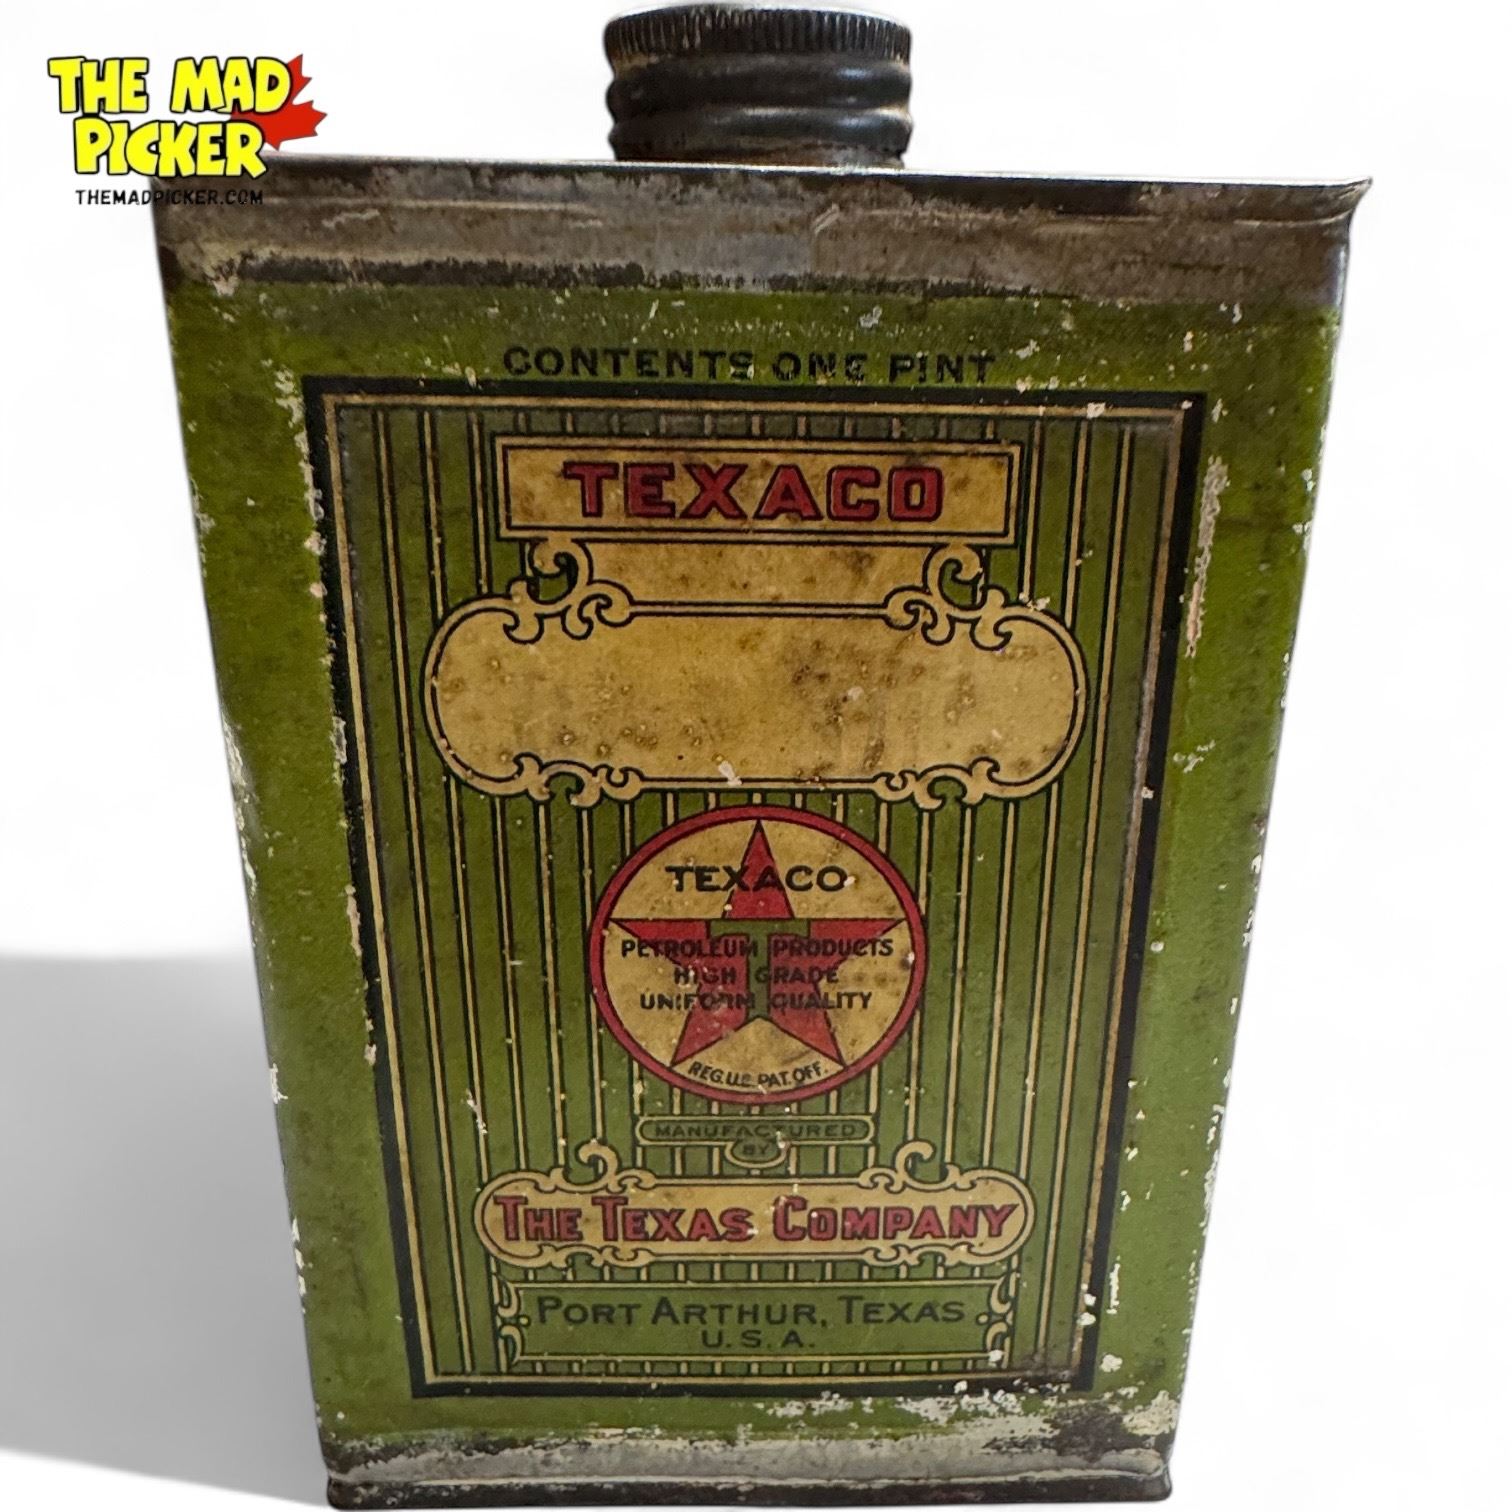 THE MAD
PICKER
THEMADPICKER.COM
CONTENTS ONE PINT
TEXACO
TEXACO
T
PETROLEUM PRODUCTS
HIGH GRADE
UNIFORM QUALITY
REG. U.S. PAT. OFF.
MANUFACTURED
BY
THE TEXAS COMPANY
PORT ARTHUR, TEXAS
U.S.A.